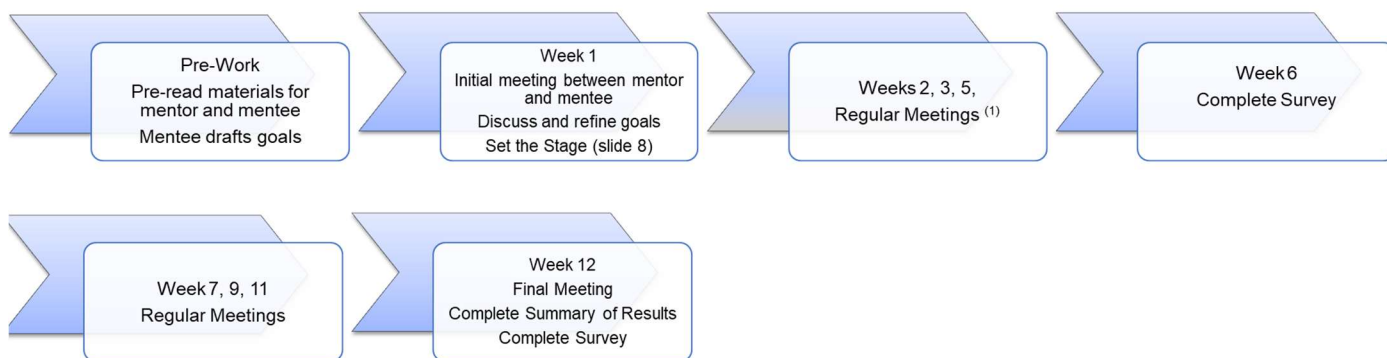 Pre-Work
Pre-read materials for
mentor and mentee
Mentee drafts goals
Week 1
Initial meeting between mentor
and mentee
Discuss and refine goals
Set the Stage (slide 8)
Weeks 2, 3, 5,
Regular Meetings (1)
Week 6
Complete Survey
Week 7, 9, 11
Regular Meetings
Week 12
Final Meeting
Complete Summary of Results
Complete Survey